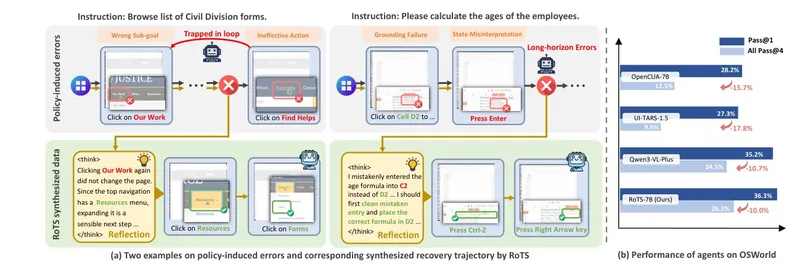 Instruction: Browse list of Civil Division forms.
Instruction: Please calculate the ages of the employees.
Policy-induced errors
Wrong Sub-goal
Trapped in loop
Ineffective Action
Click on Our Work
Click on Find Helps
Grounding Failure
State Misinterpretation
Long-horizon Errors
Click on Cell D2 to ...
Press Enter
RoTS synthesized data
<think>
Clicking Our Work again
did not change the page.
Since the top navigation
has a Resources menu,
expanding it is a
sensible next step ...
</think>
Reflection
Click on Resources
Click on Forms
<think>
I mistakenly entered the
age formula into C2
instead of D2 ... I should
first clean mistaken
entry and place the
correct formula in D2 ...
</think>
Reflection
Press Ctrl-Z
Press Right Arrow key
(a) Two examples on policy-induced errors and corresponding synthesized recovery trajectory by RoTS
Pass@1
All Pass@4
OpenCUA-7B
28.2%
12.5%
-15.7%
UI-TARS-1.5
27.3%
9.5%
-17.8%
Qwen3-VL-Plus
35.2%
24.5%
-10.7%
RoTS-7B (Ours)
36.3%
26.3%
-10.0%
(b) Performance of agents on OSWorld